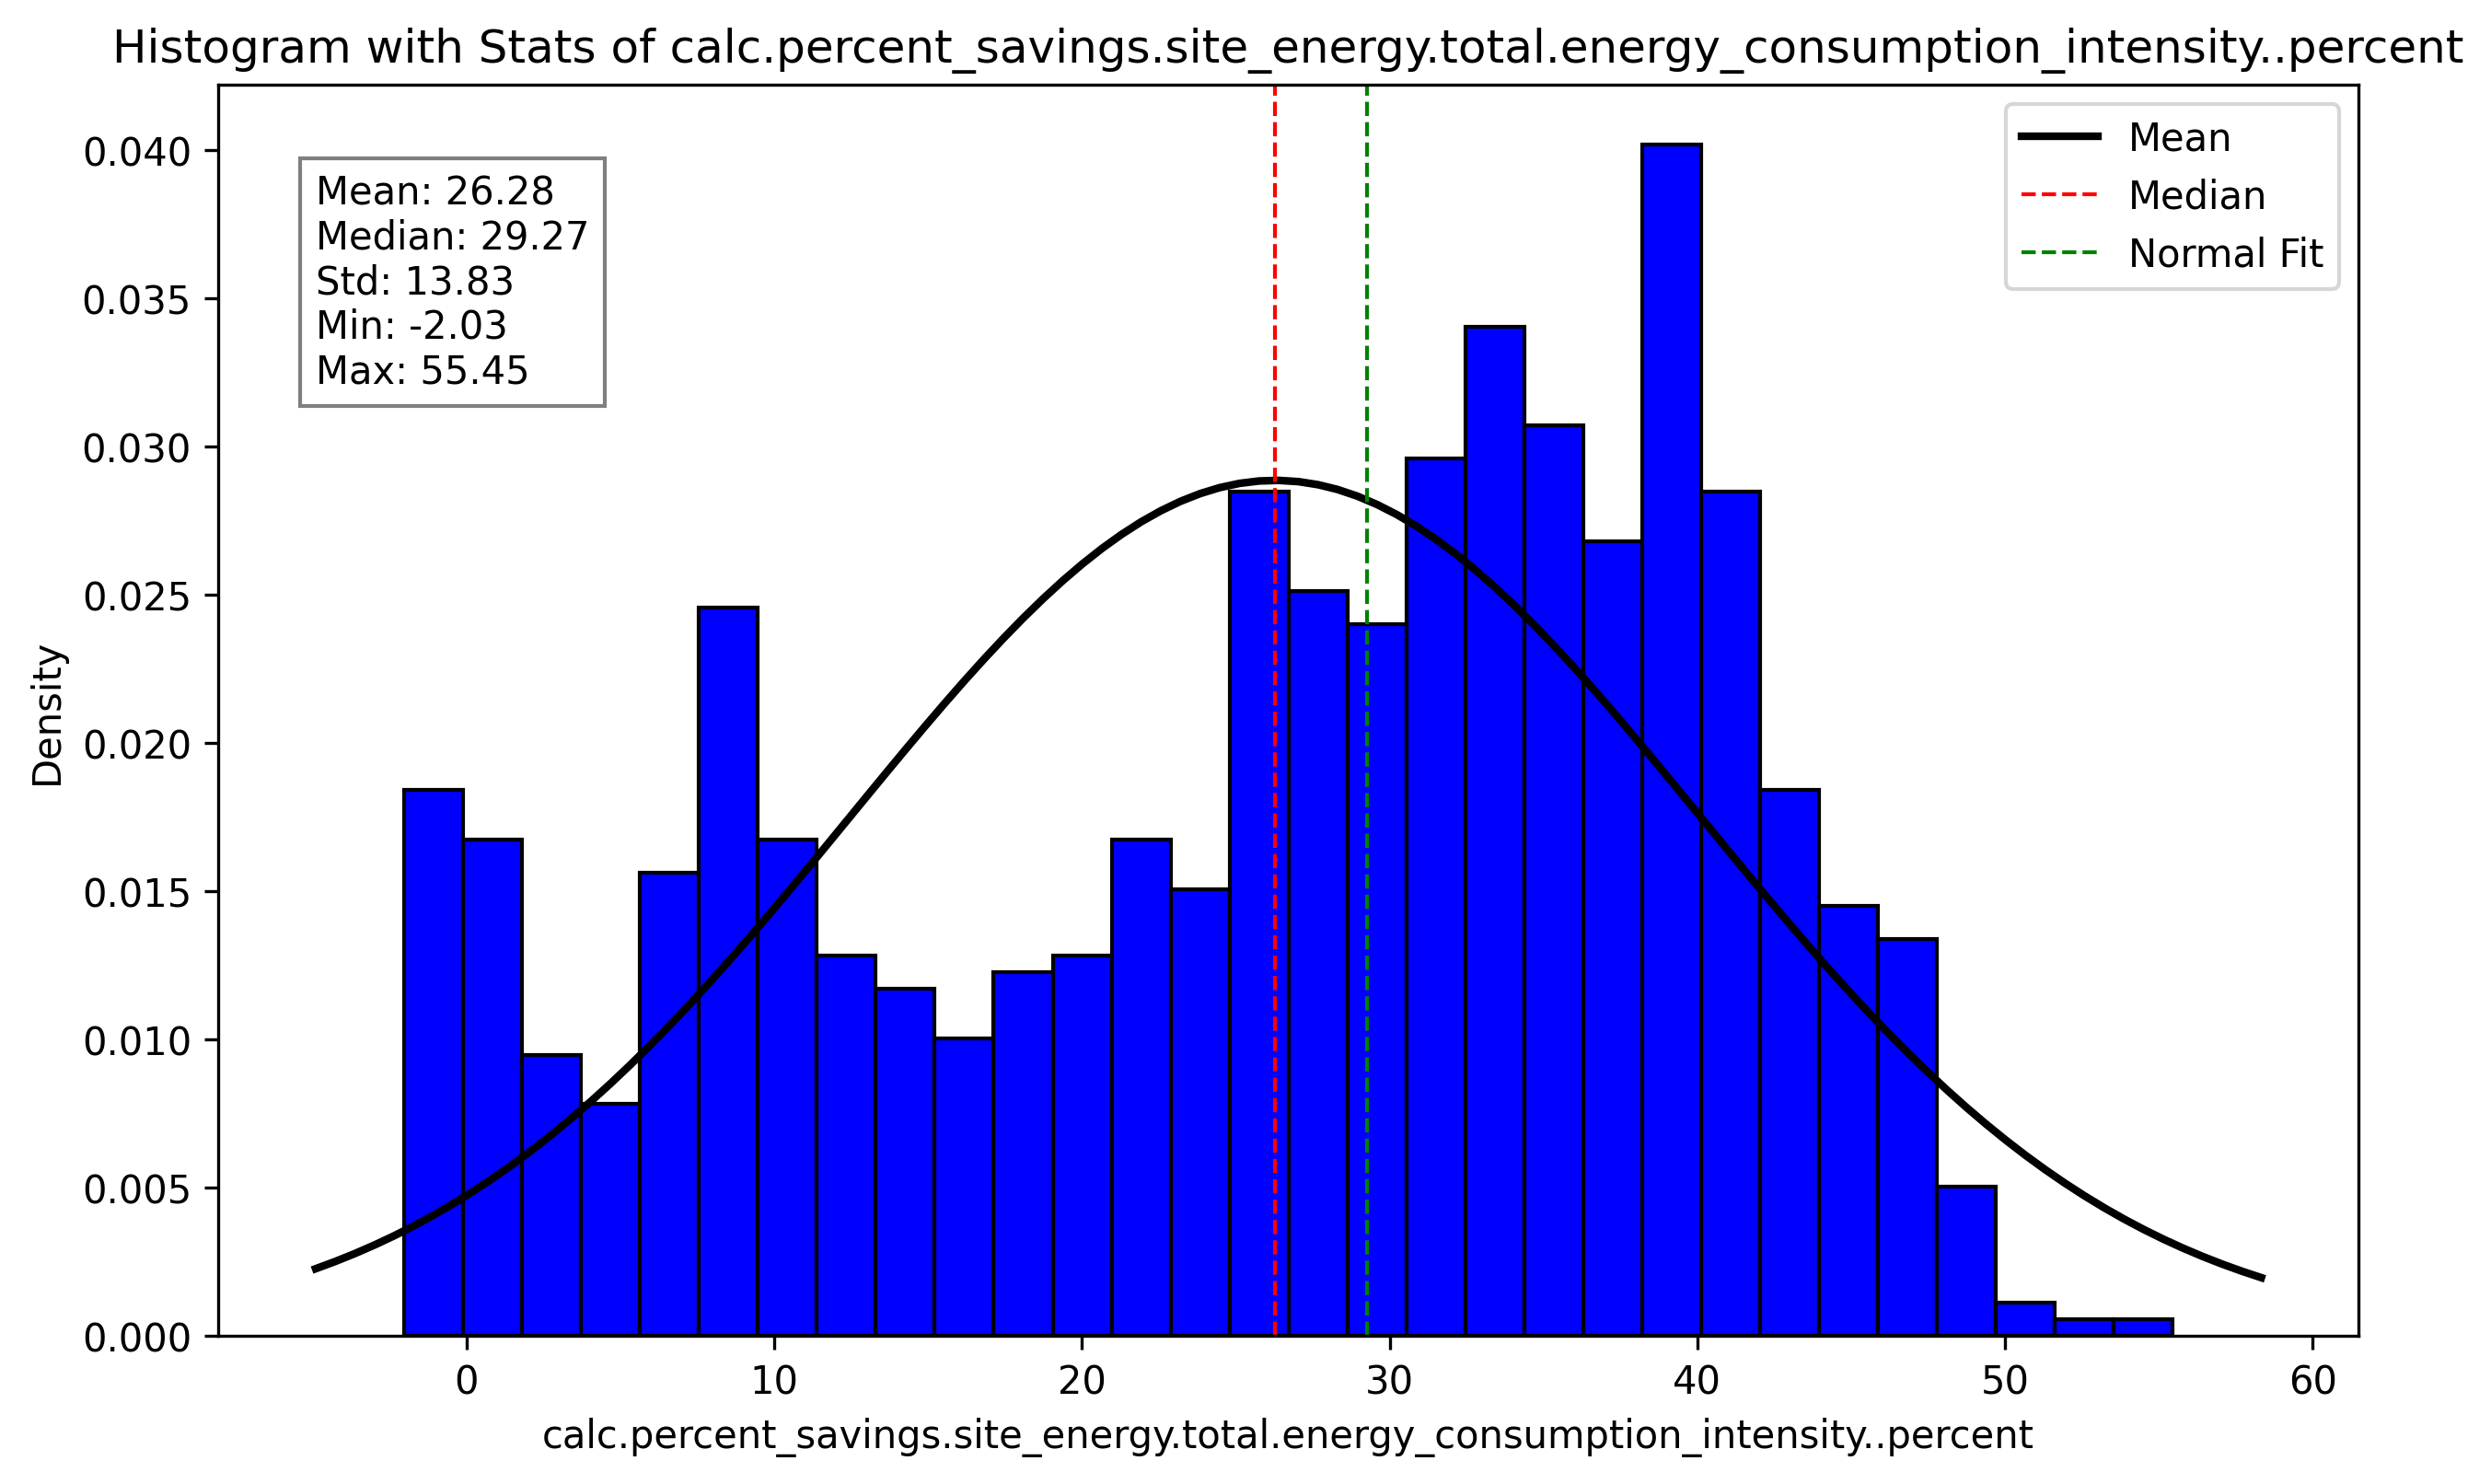 Histogram with Stats of calc.percent_savings.site_energy.total.energy_consumption_intensity..percent
Mean
Median
Normal Fit
Mean: 26.28
Median: 29.27
Std: 13.83
Min: -2.03
Max: 55.45
0.040
0.035
0.030
0.025
0.020
0.015
0.010
0.005
0.000
Density
0 10 20 30 40 50 60
calc.percent_savings.site_energy.total.energy_consumption_intensity..percent